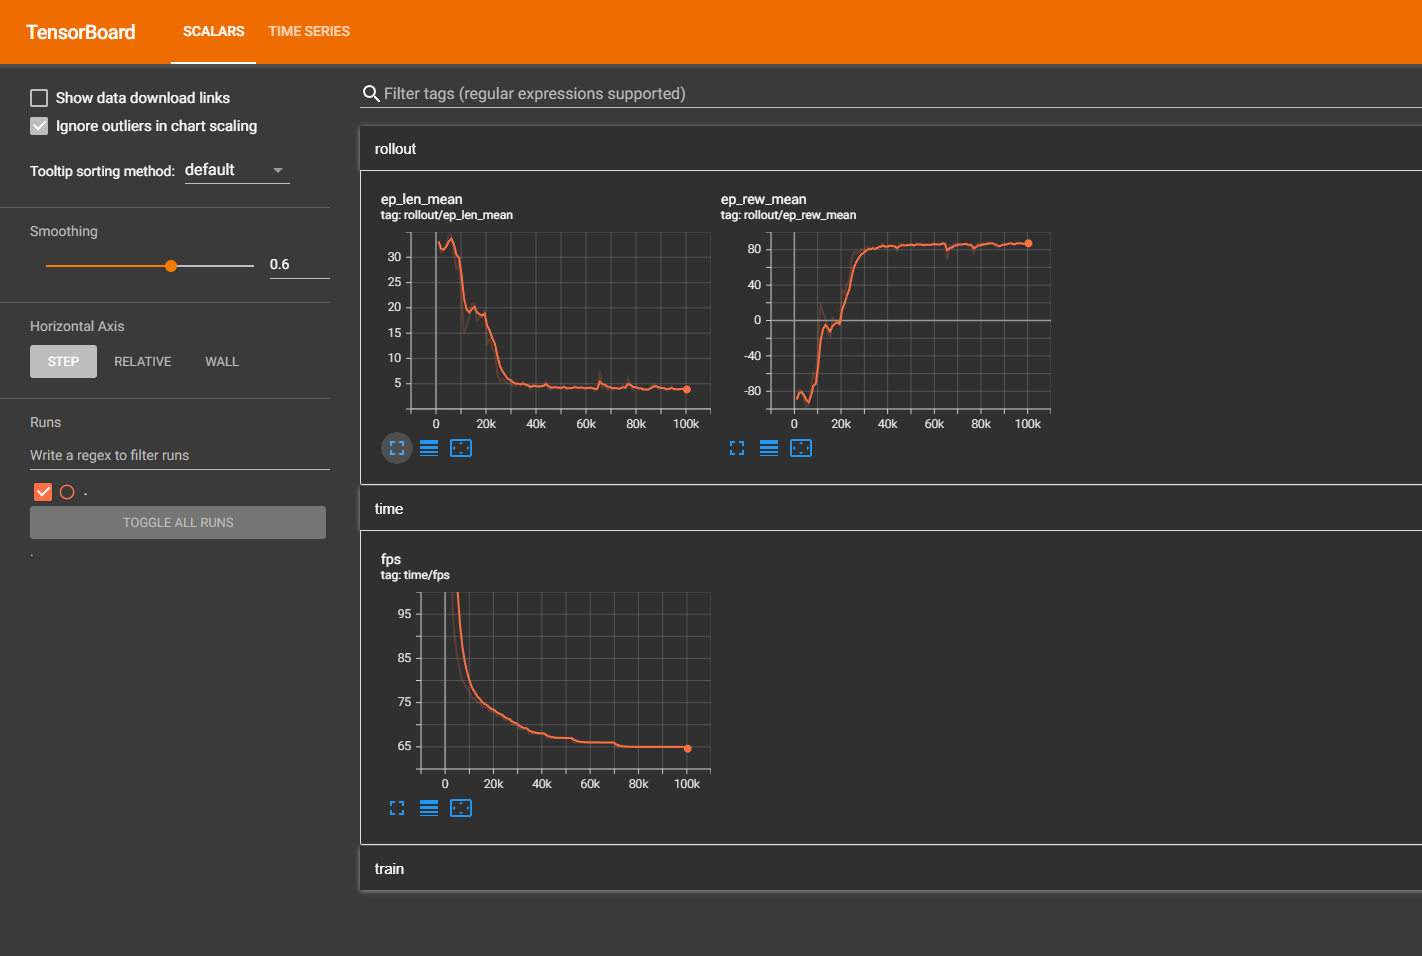 TensorBoard
SCALARS
TIME SERIES
Show data download links
Ignore outliers in chart scaling
Tooltip sorting method: default
Smoothing
0.6
Horizontal Axis
STEP
RELATIVE
WALL
Runs
Write a regex to filter runs
.
TOGGLE ALL RUNS
.
Filter tags (regular expressions supported)
rollout
ep_len_mean
tag: rollout/ep_len_mean
30
25
20
15
10
5
0 20k 40k 60k 80k 100k
ep_rew_mean
tag: rollout/ep_rew_mean
80
40
0
-40
-80
0 20k 40k 60k 80k 100k
time
fps
tag: time/fps
95
85
75
65
0 20k 40k 60k 80k 100k
train